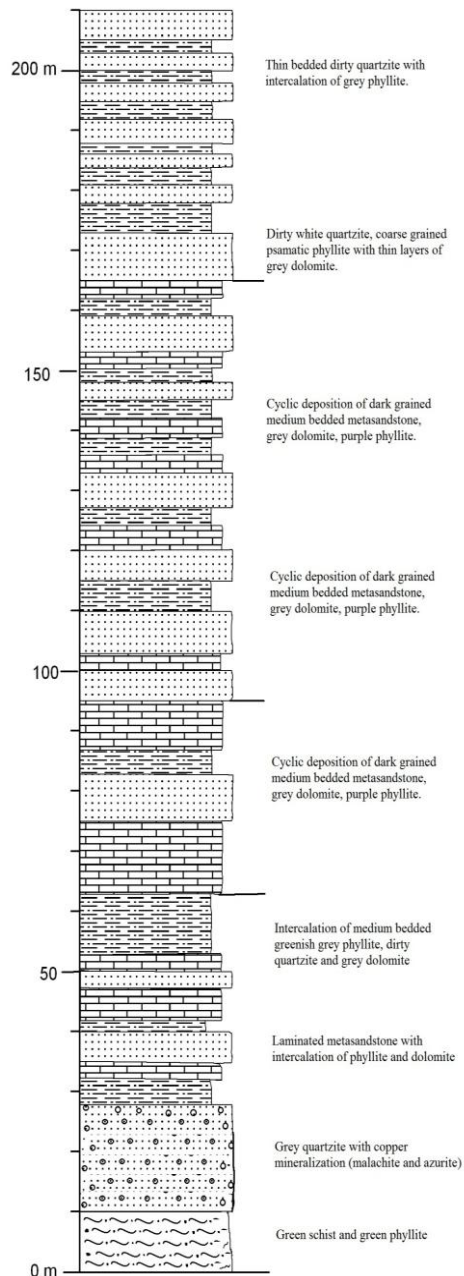 200 m
Thin bedded dirty quartzite with
intercalation of grey phyllite.
Dirty white quartzite, coarse grained
psamatic phyllite with thin layers of
grey dolomite.
150
Cyclic deposition of dark grained
medium bedded metasandstone,
grey dolomite, purple phyllite.
Cyclic deposition of dark grained
medium bedded metasandstone,
grey dolomite, purple phyllite.
100
Cyclic deposition of dark grained
medium bedded metasandstone,
grey dolomite, purple phyllite.
Intercalation of medium bedded
greenish grey phyllite, dirty
quartzite and grey dolomite
50
Laminated metasandstone with
intercalation of phyllite and dolomite
Grey quartzite with copper
mineralization (malachite and azurite)
Green schist and green phyllite
0 m